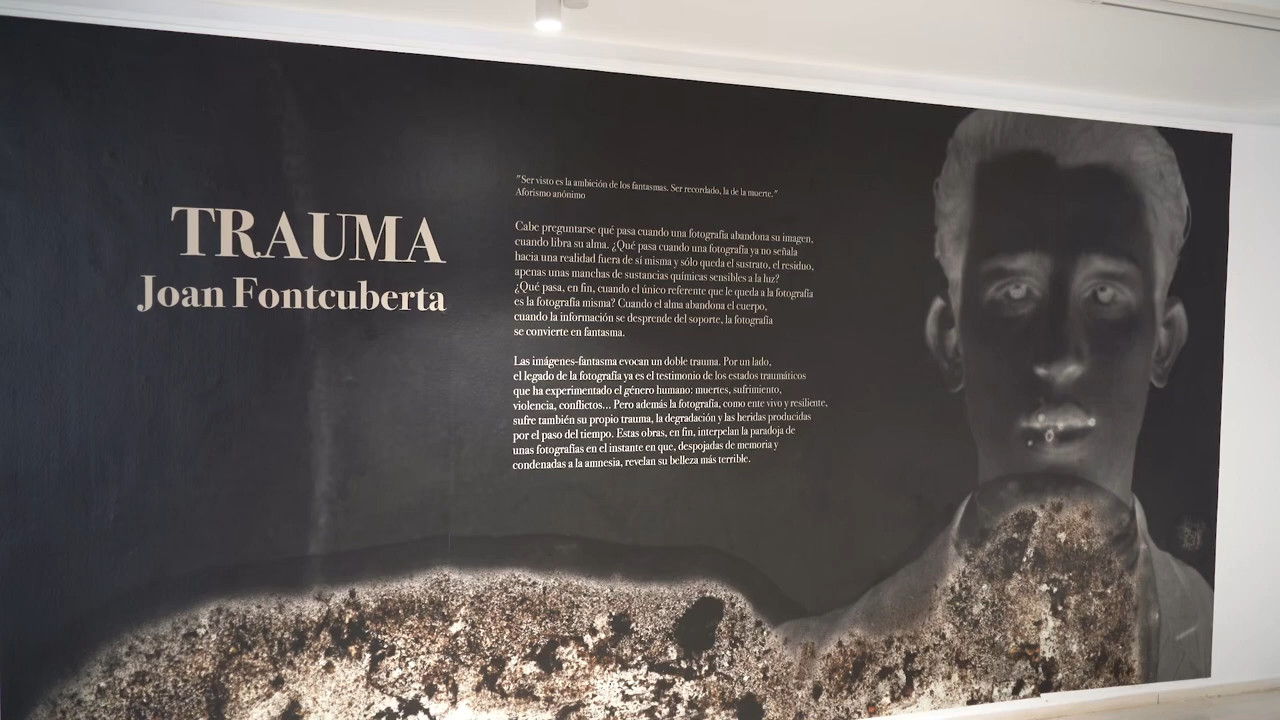 TRAUMA
Joan Fontcuberta
"Ser visto es la ambición de los fantasmas. Ser recordado, la de la muerte."
Aforismo anónimo
Cabe preguntarse qué pasa cuando una fotografía abandona su imagen,
cuando libra su alma. ¿Qué pasa cuando una fotografía ya no señala
hacia una realidad fuera de sí misma y sólo queda el sustrato, el residuo,
apenas unas manchas de sustancias químicas sensibles a la luz?
¿Qué pasa, en fin, cuando el único referente que le queda a la fotografía
es la fotografía misma? Cuando el alma abandona el cuerpo,
cuando la información se desprende del soporte, la fotografía
se convierte en fantasma.
Las imágenes-fantasma evocan un doble trauma. Por un lado,
el legado de la fotografía ya es el testimonio de los estados traumáticos
que ha experimentado el género humano: muertes, sufrimiento,
violencia, conflictos... Pero además la fotografía, como ente vivo y resiliente,
sufre también su propio trauma, la degradación y las heridas producidas
por el paso del tiempo. Estas obras, en fin, interpelan la paradoja de
unas fotografías en el instante en que, despojadas de memoria y
condenadas a la amnesia, revelan su belleza más terrible.